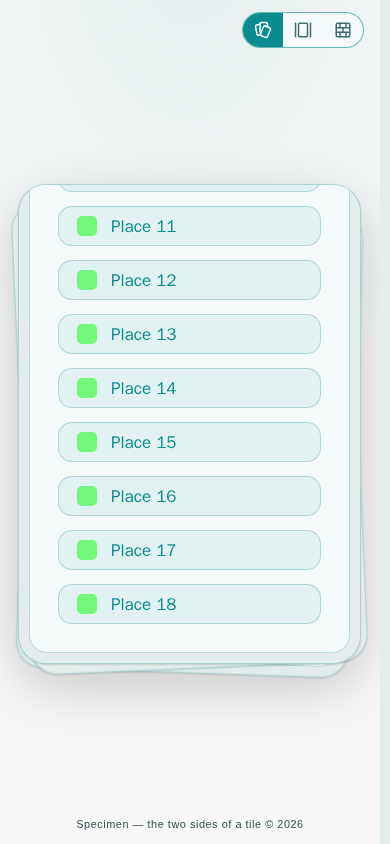 Place 11
Place 12
Place 13
Place 14
Place 15
Place 16
Place 17
Place 18
Specimen — the two sides of a tile © 2026